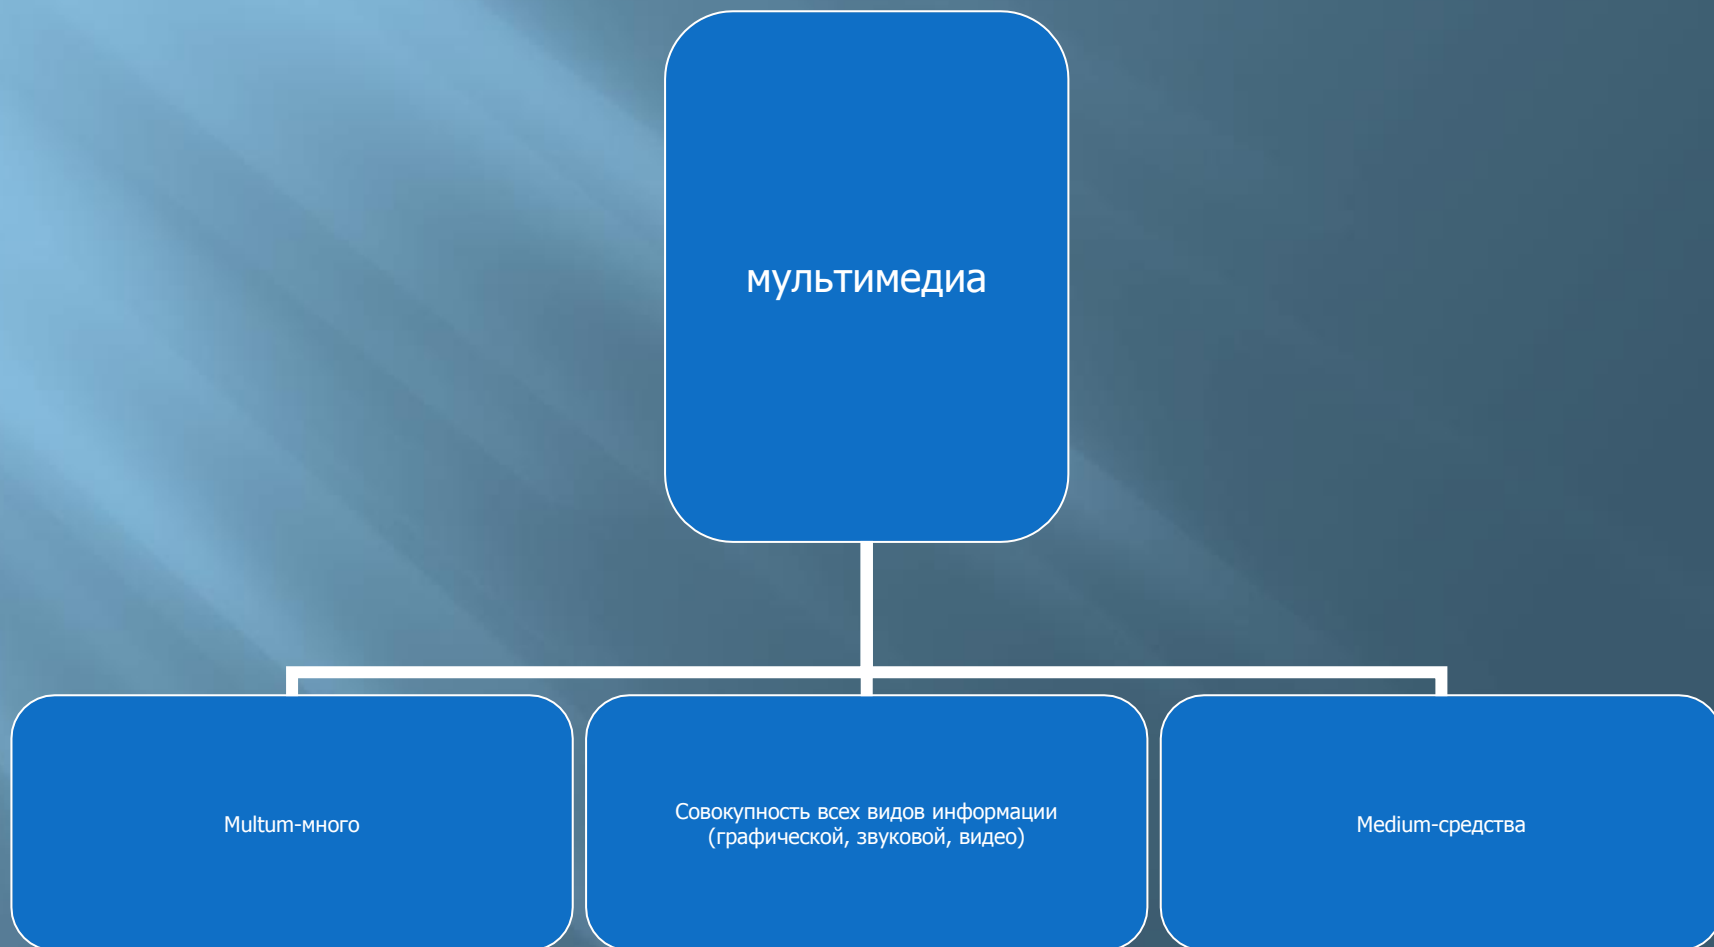 мультимедиа
Multum-много
Совокупность всех видов информации
(графической, звуковой, видео)
Medium-средства